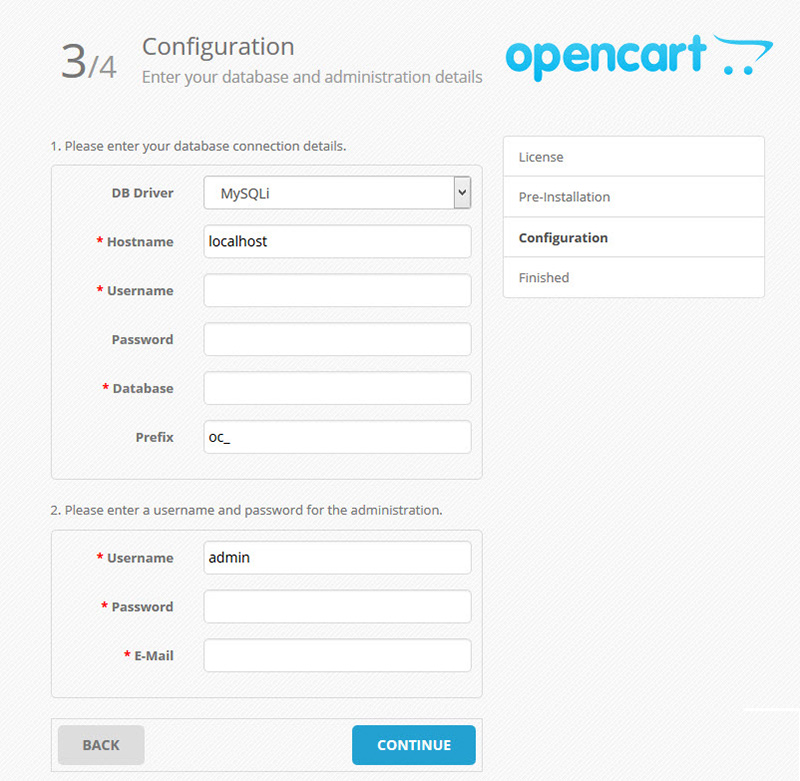 3/4
Configuration
Enter your database and administration details
opencart
1. Please enter your database connection details.
DB Driver MySQLi
* Hostname localhost
* Username
Password
* Database
Prefix oc_
2. Please enter a username and password for the administration.
* Username admin
* Password
* E-Mail
BACK CONTINUE
License
Pre-Installation
Configuration
Finished